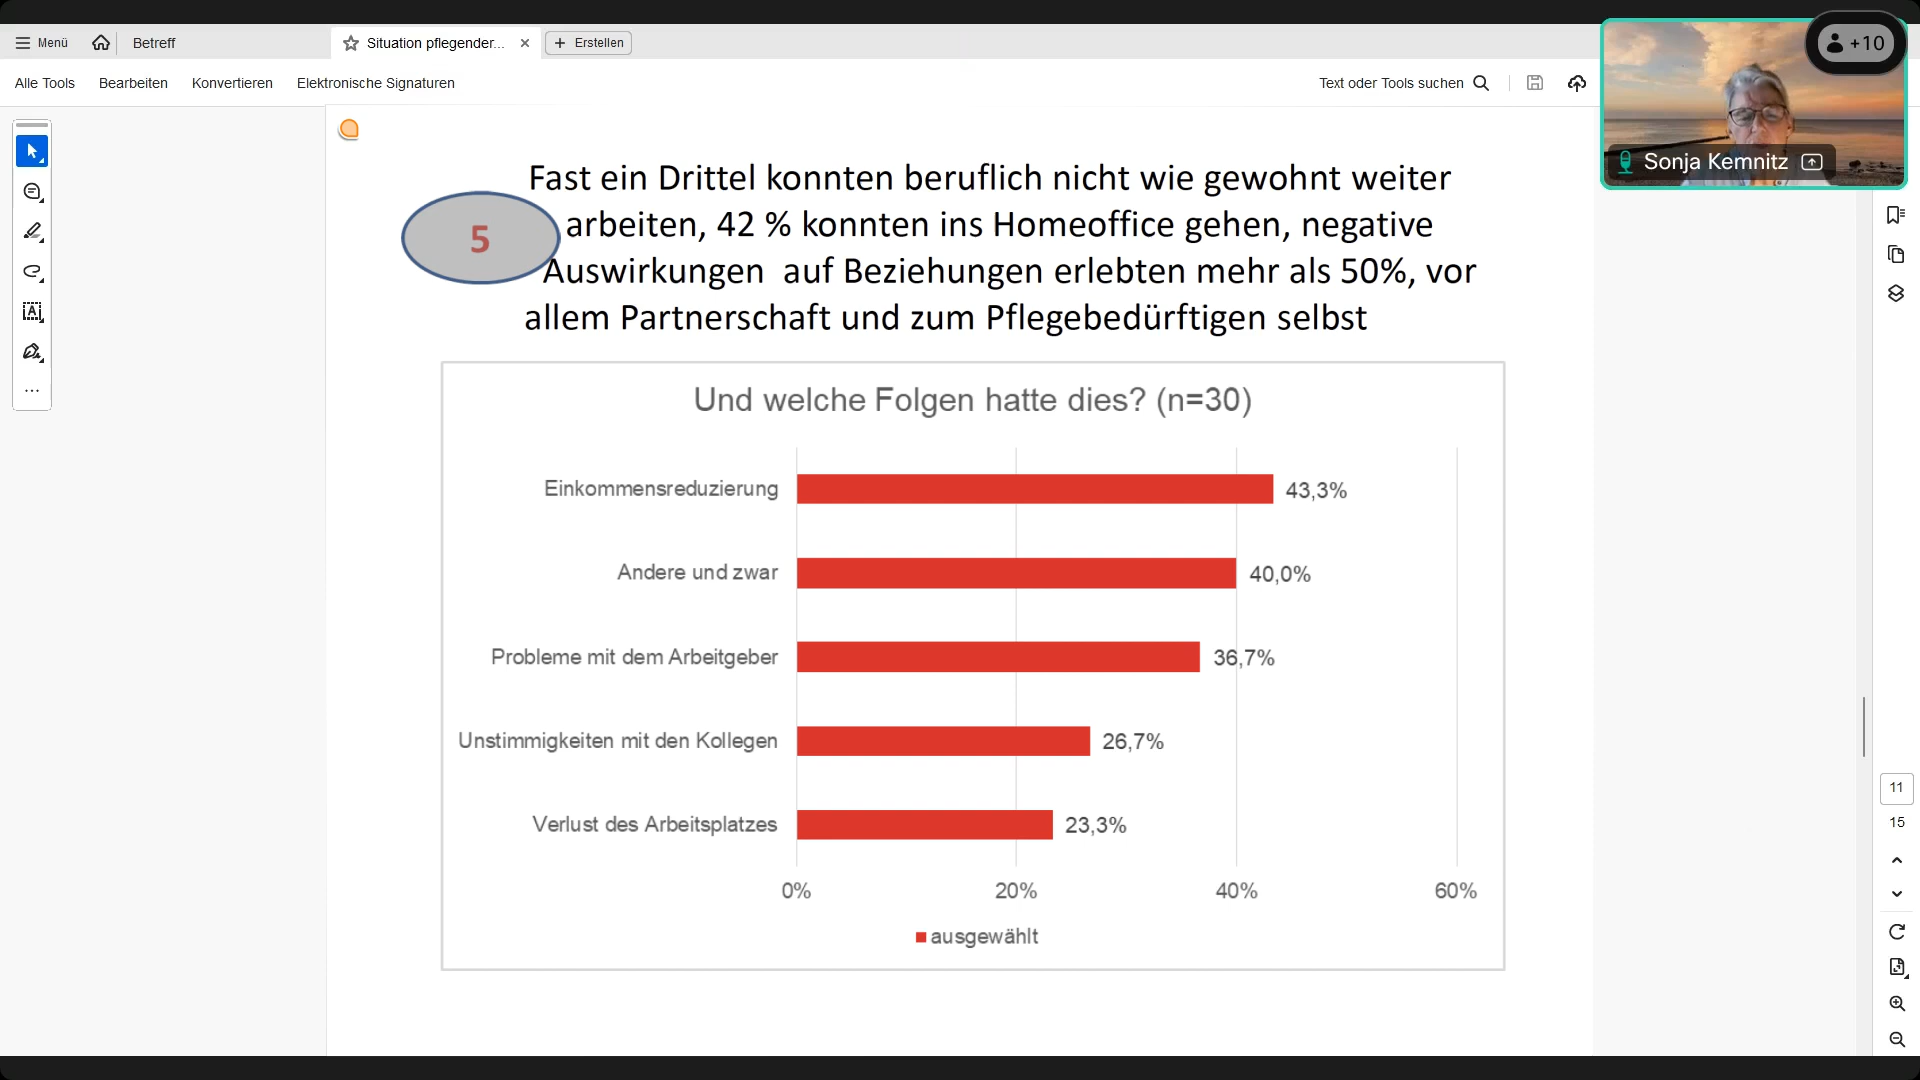 Menü
Betreff
Situation pflegender...
Erstellen
+10
Alle Tools
Bearbeiten
Konvertieren
Elektronische Signaturen
Text oder Tools suchen
Sonja Kemnitz
5
Fast ein Drittel konnten beruflich nicht wie gewohnt weiter
arbeiten, 42 % konnten ins Homeoffice gehen, negative
Auswirkungen auf Beziehungen erlebten mehr als 50%, vor
allem Partnerschaft und zum Pflegebedürftigen selbst
Und welche Folgen hatte dies? (n=30)
Einkommensreduzierung 43,3%
Andere und zwar 40,0%
Probleme mit dem Arbeitgeber 36,7%
Unstimmigkeiten mit den Kollegen 26,7%
Verlust des Arbeitsplatzes 23,3%
0% 20% 40% 60%
ausgewählt
11
15